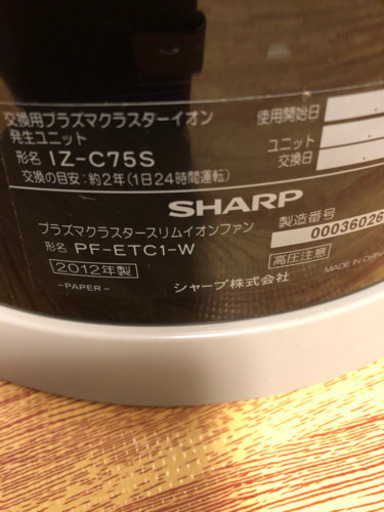 交換用プラズマクラスターイオン
発生ユニット
形名 IZ-C75S
交換の目安:約2年(1日24時間運転)
使用開始日
ユニット
交換日
SHARP
プラズマクラスタースリムイオンファン
形名 PF-ETC1-W
2012年製
-PAPER-
シャープ株式会社
製造番号
00036026
高圧注意
MADE IN CHIN